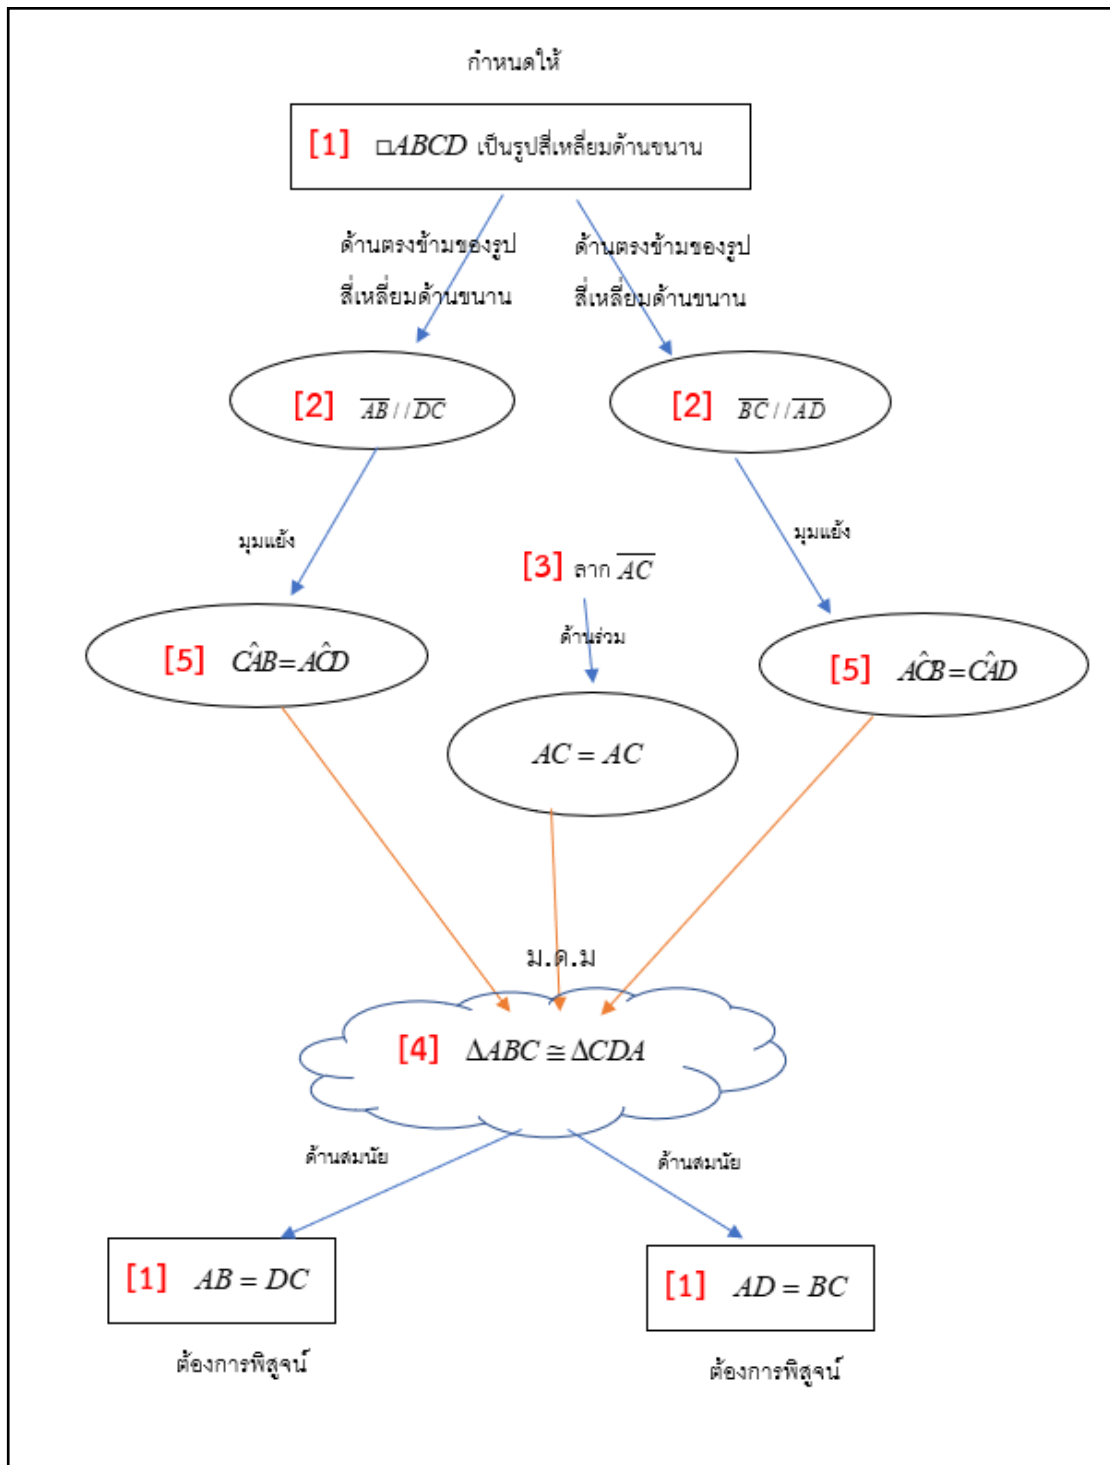 กำหนดให้
[1] □ABCD เป็นรูปสี่เหลี่ยมด้านขนาน
ด้านตรงข้ามของรูป
สี่เหลี่ยมด้านขนาน
ด้านตรงข้ามของรูป
สี่เหลี่ยมด้านขนาน
[2] \overline{AB} // \overline{DC}
[2] \overline{BC} // \overline{AD}
มุมแย้ง
มุมแย้ง
[3] ลาก \overline{AC}
ด้านร่วม
[5] CÂB = AĈD
[5] AĈB = CÂD
AC = AC
ม.ด.ม
[4] ΔABC ≅ ΔCDA
ด้านสมนัย
ด้านสมนัย
[1] AB = DC
[1] AD = BC
ต้องการพิสูจน์
ต้องการพิสูจน์